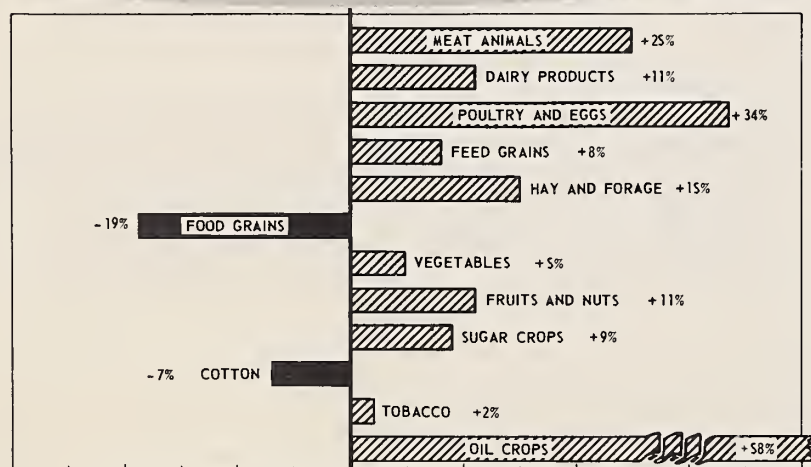 MEAT ANIMALS +25%
DAIRY PRODUCTS +11%
POULTRY AND EGGS +34%
FEED GRAINS +8%
HAY AND FORAGE +15%
-19% FOOD GRAINS
VEGETABLES +5%
FRUITS AND NUTS +11%
SUGAR CROPS +9%
-7% COTTON
TOBACCO +2%
OIL CROPS +58%